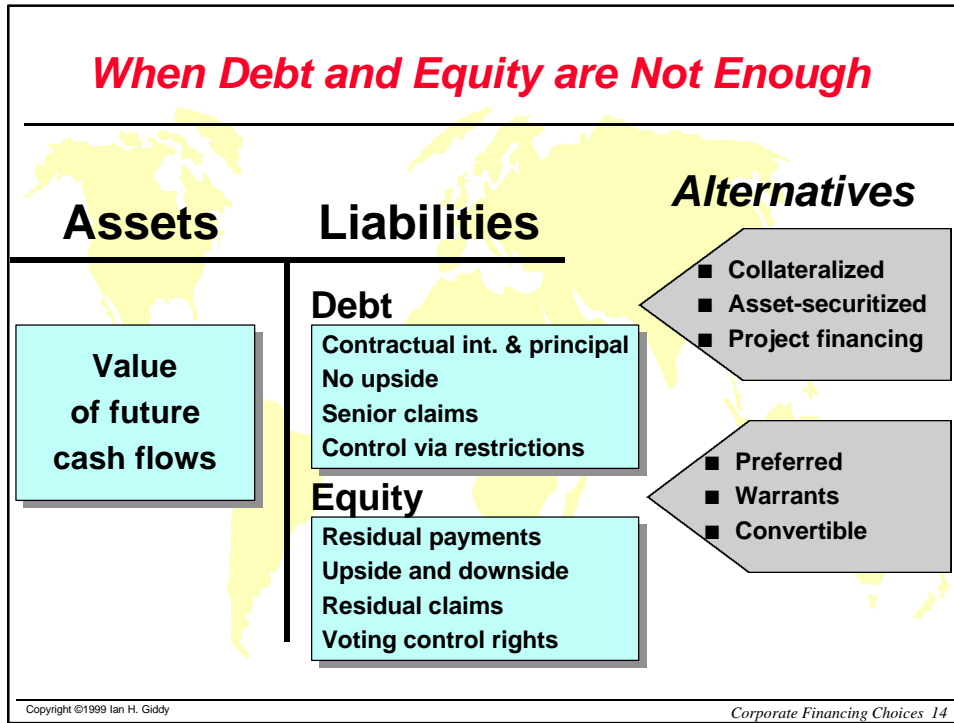 When Debt and Equity are Not Enough
Assets
Liabilities
Alternatives
Value
of future
cash flows
Debt
Contractual int. & principal
No upside
Senior claims
Control via restrictions
Equity
Residual payments
Upside and downside
Residual claims
Voting control rights
■ Collateralized
■ Asset-securitized
■ Project financing
■ Preferred
■ Warrants
■ Convertible
Copyright ©1999 Ian H. Giddy
Corporate Financing Choices 14